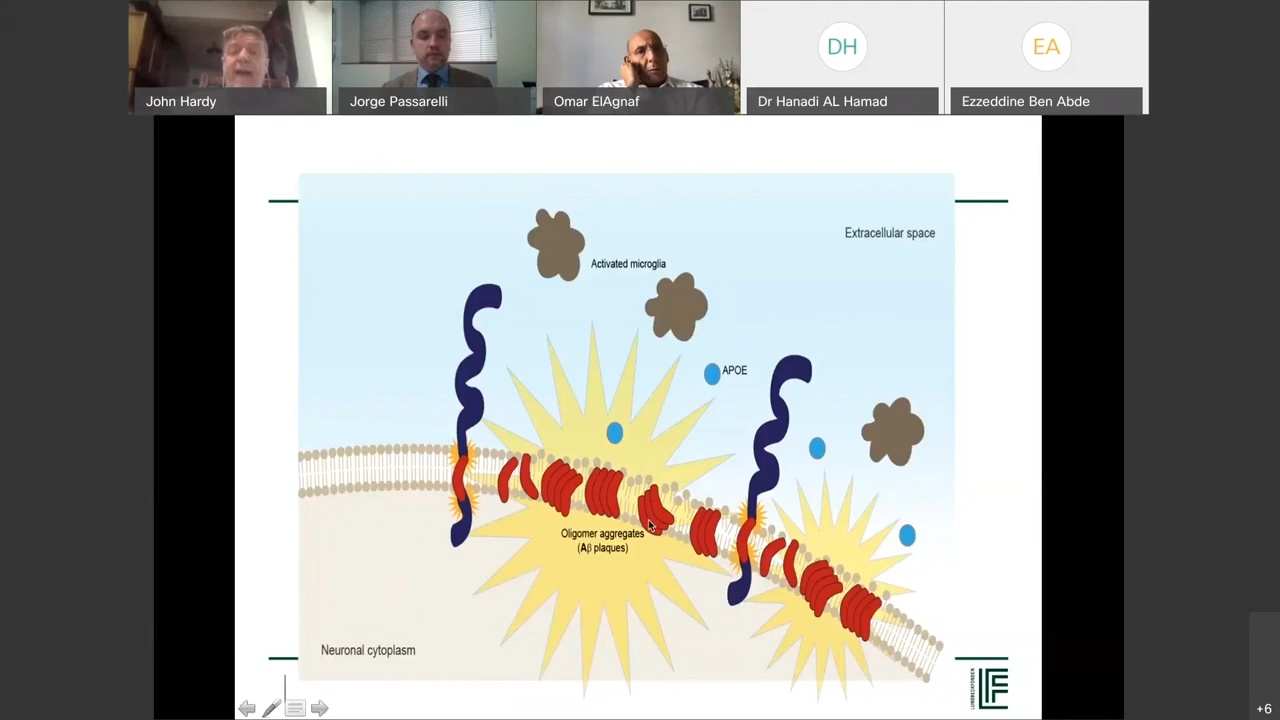 John Hardy
Jorge Passarelli
Omar ElAgnaf
DH
Dr Hanadi AL Hamad
EA
Ezzeddine Ben Abde
Extracellular space
Activated microglia
APOE
Oligomer aggregates
(Aβ plaques)
Neuronal cytoplasm
LUNDBECKFONDEN
+6